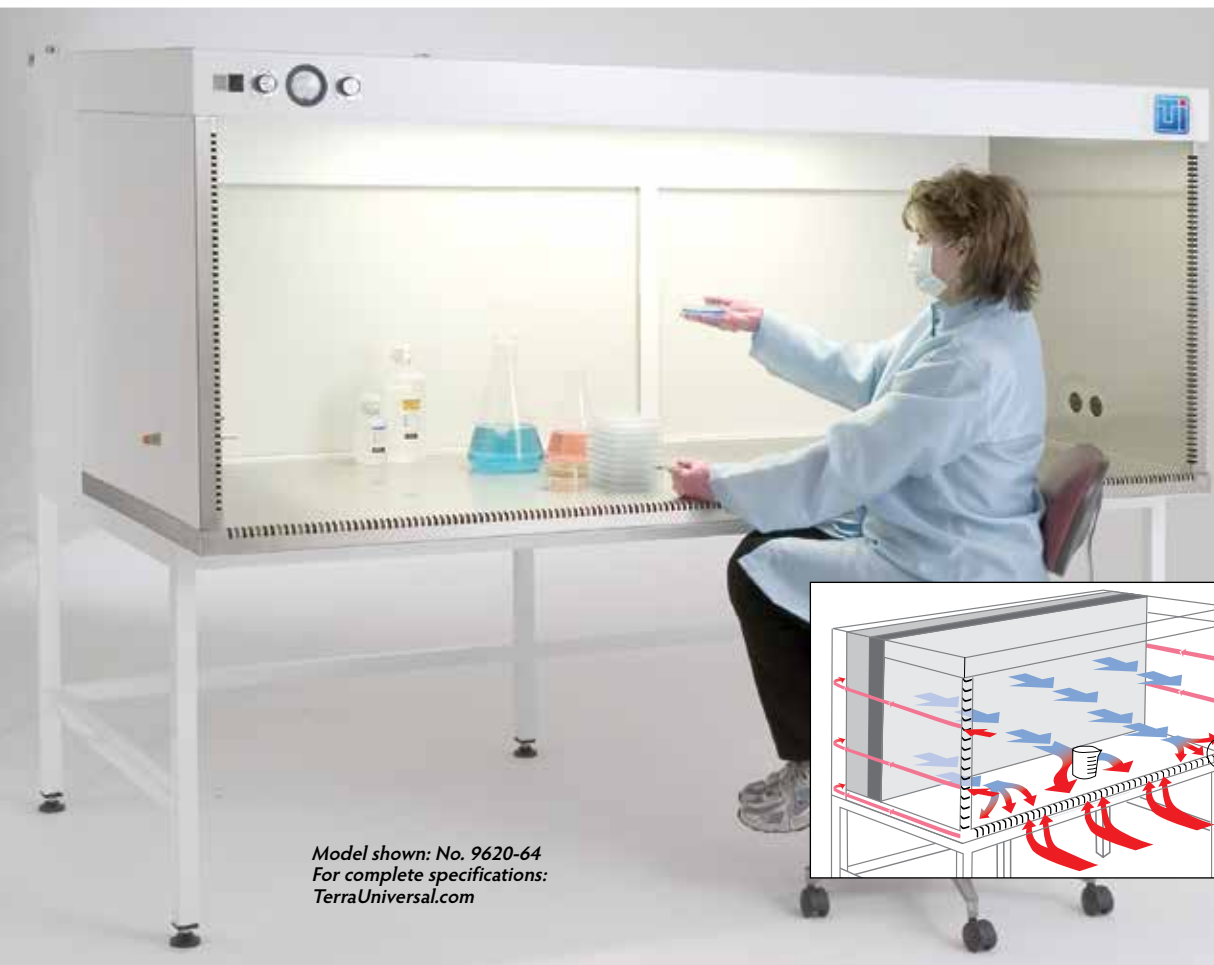 Model shown: No. 9620-64
For complete specifications:
TerraUniversal.com